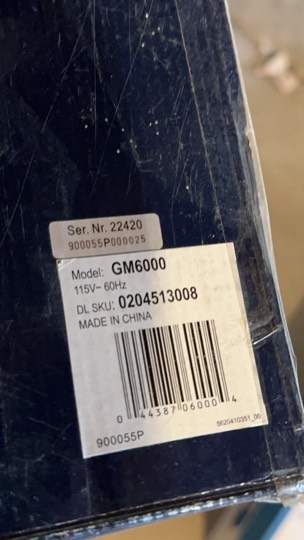 Ser. Nr. 22420
900055P000025
Model: GM6000
115V~ 60Hz
DL SKU: 0204513008
MADE IN CHINA
0 44387 06000 4
900055P
5620410351_00